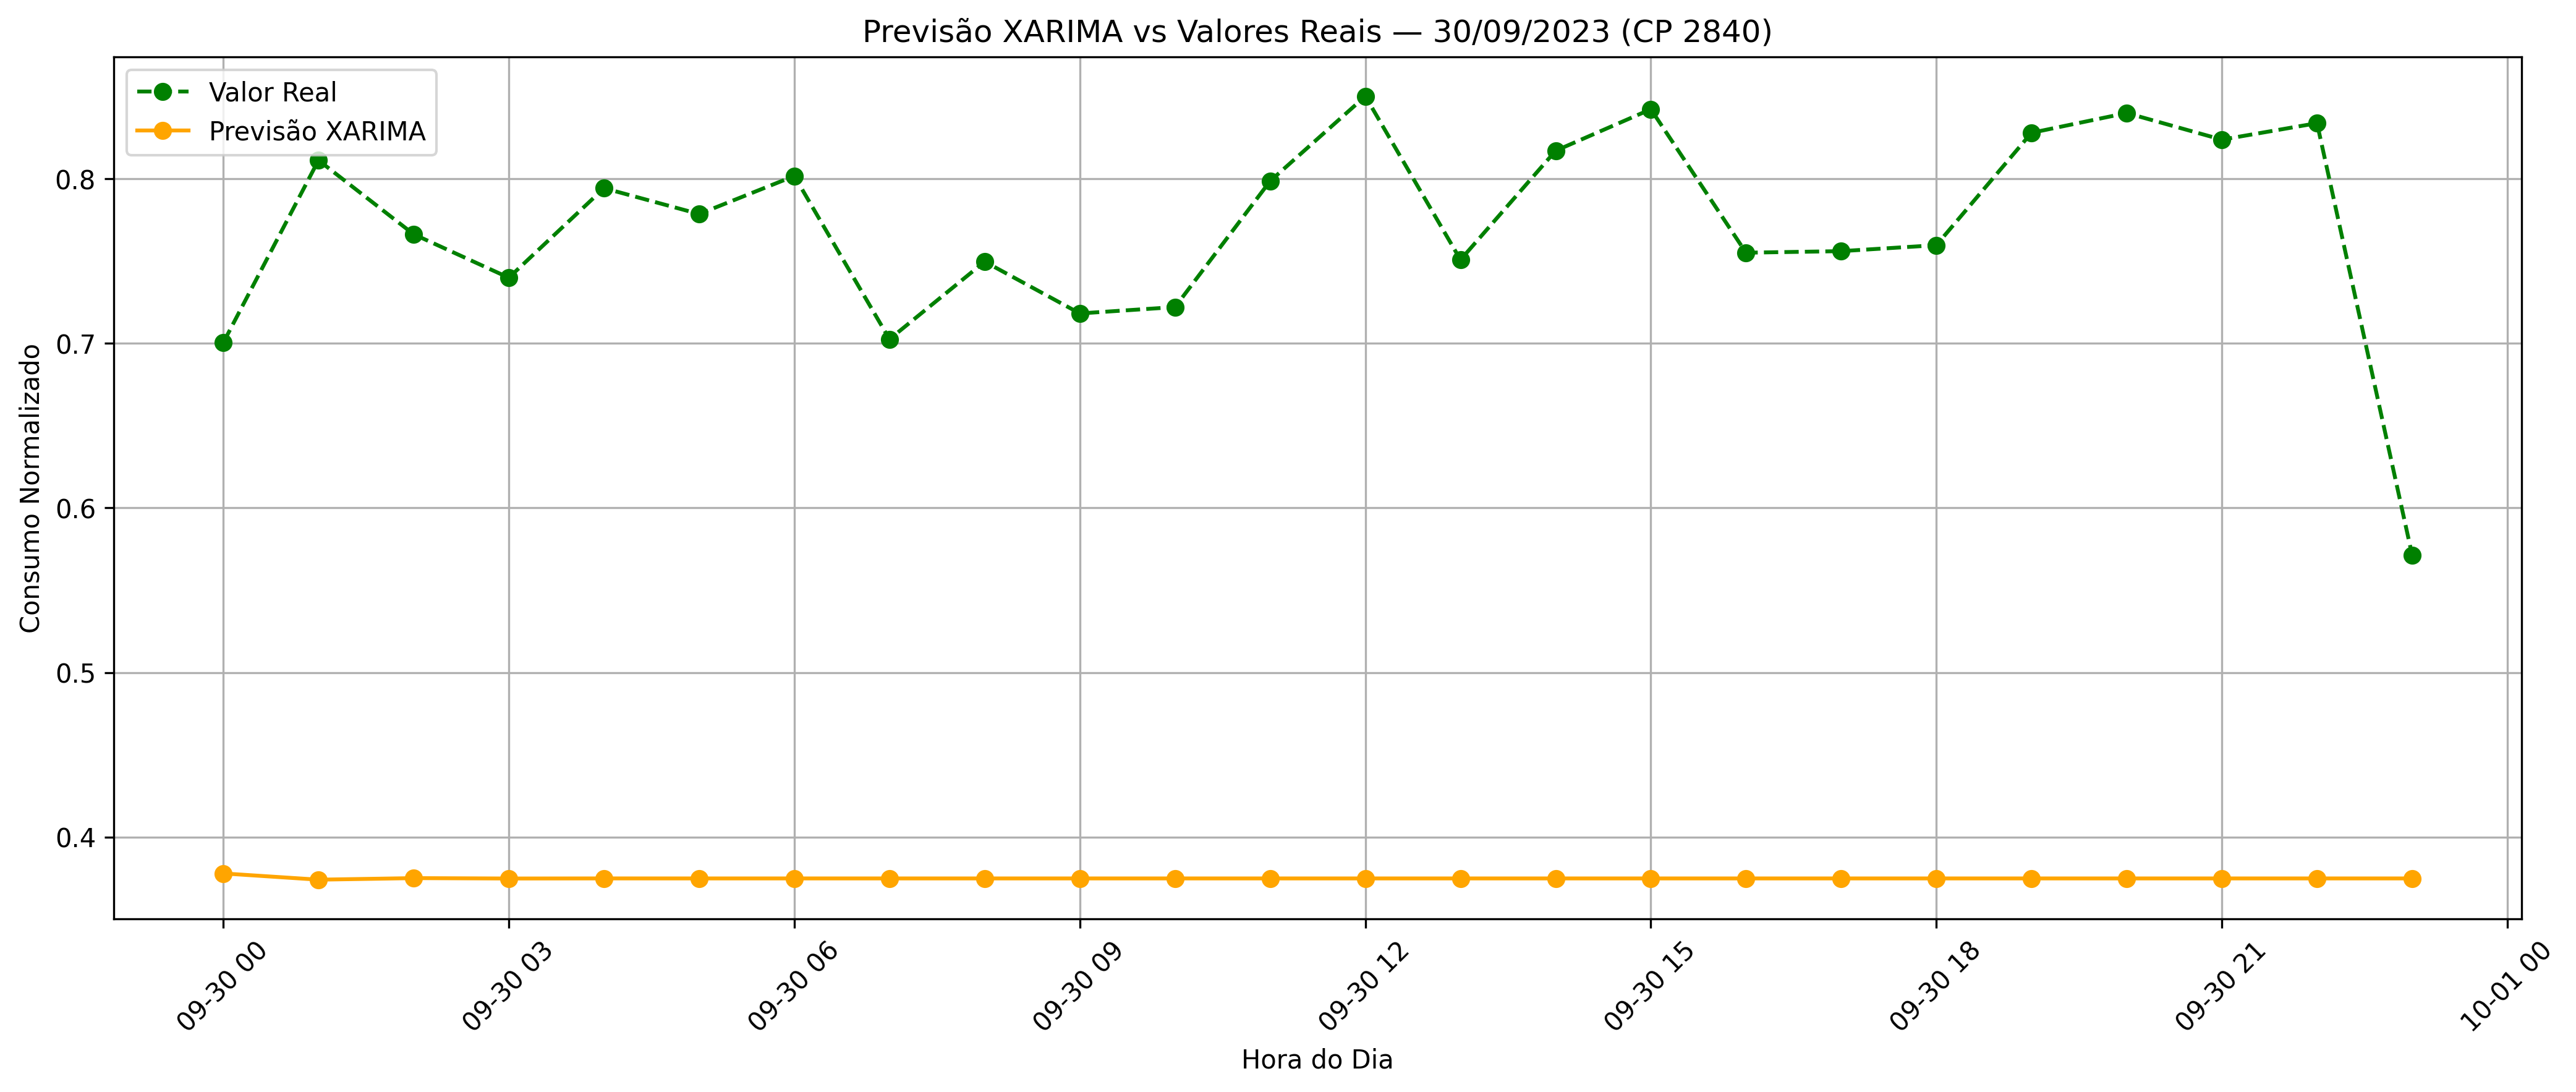 Previsão XARIMA vs Valores Reais — 30/09/2023 (CP 2840)
Valor Real
Previsão XARIMA
Consumo Normalizado
0.8
0.7
0.6
0.5
0.4
09-30 00
09-30 03
09-30 06
09-30 09
09-30 12
09-30 15
09-30 18
09-30 21
10-01 00
Hora do Dia